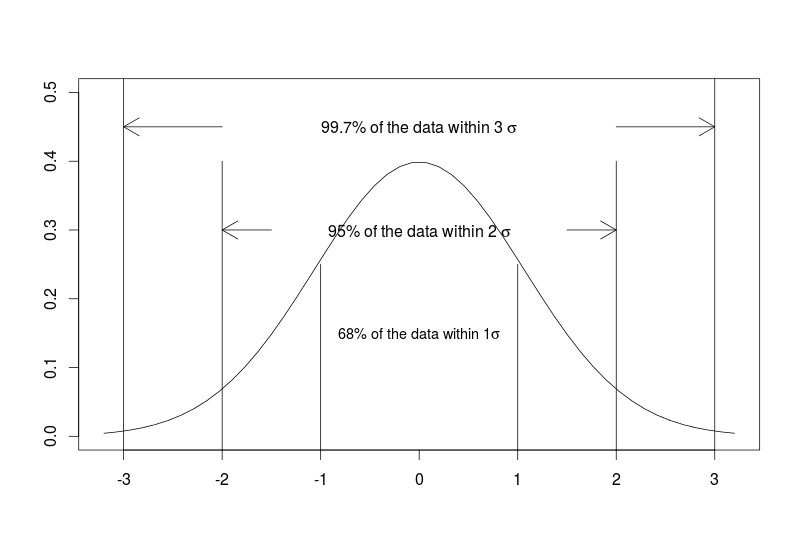 0.5
99.7% of the data within 3 σ
0.4
0.3
95% of the data within 2 σ
0.2
68% of the data within 1σ
0.1
0.0
-3 -2 -1 0 1 2 3